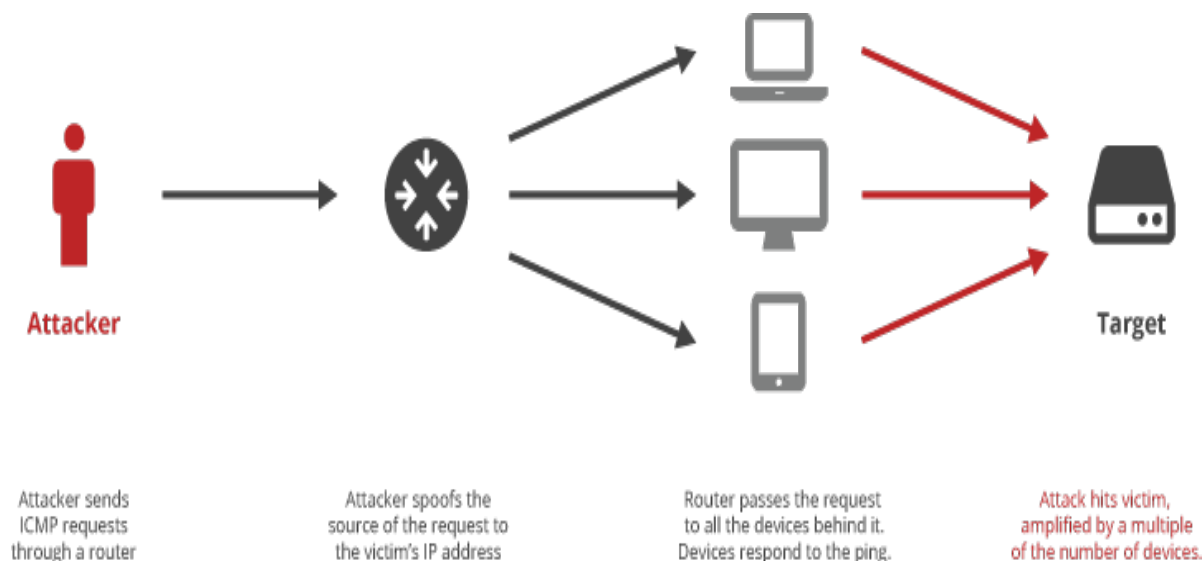 Attacker
Target
Attacker sends
ICMP requests
through a router
Attacker spoofs the
source of the request to
the victim's IP address
Router passes the request
to all the devices behind it.
Devices respond to the ping.
Attack hits victim,
amplified by a multiple
of the number of devices.